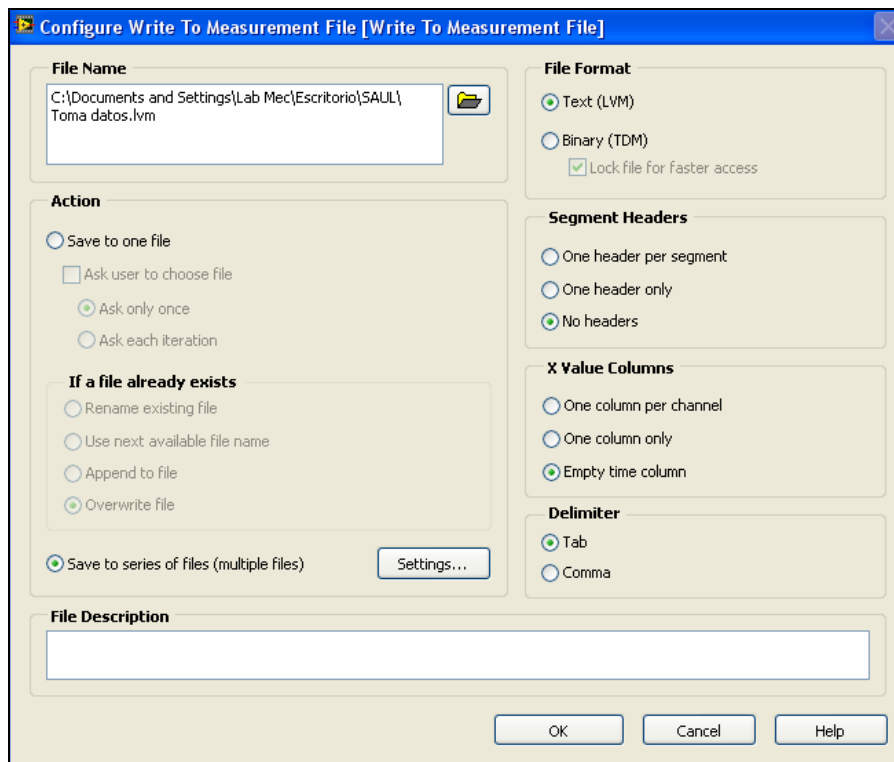 Configure Write To Measurement File [Write To Measurement File]
File Name
C:\Documents and Settings\Lab Mec\Escritorio\SAUL\
Toma datos.lvm
Action
Save to one file
Ask user to choose file
Ask only once
Ask each iteration
If a file already exists
Rename existing file
Use next available file name
Append to file
Overwrite file
Save to series of files (multiple files)
Settings...
File Format
Text (LVM)
Binary (TDM)
Lock file for faster access
Segment Headers
One header per segment
One header only
No headers
X Value Columns
One column per channel
One column only
Empty time column
Delimiter
Tab
Comma
File Description
OK
Cancel
Help